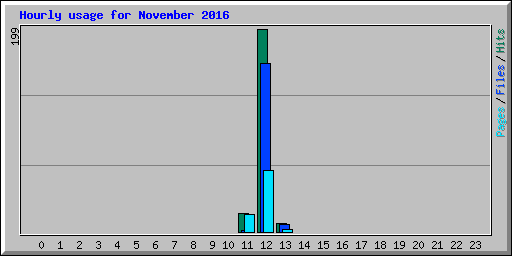 Hourly usage for November 2016
199
Pages/Files/Hits
0 1 2 3 4 5 6 7 8 9 10 11 12 13 14 15 16 17 18 19 20 21 22 23